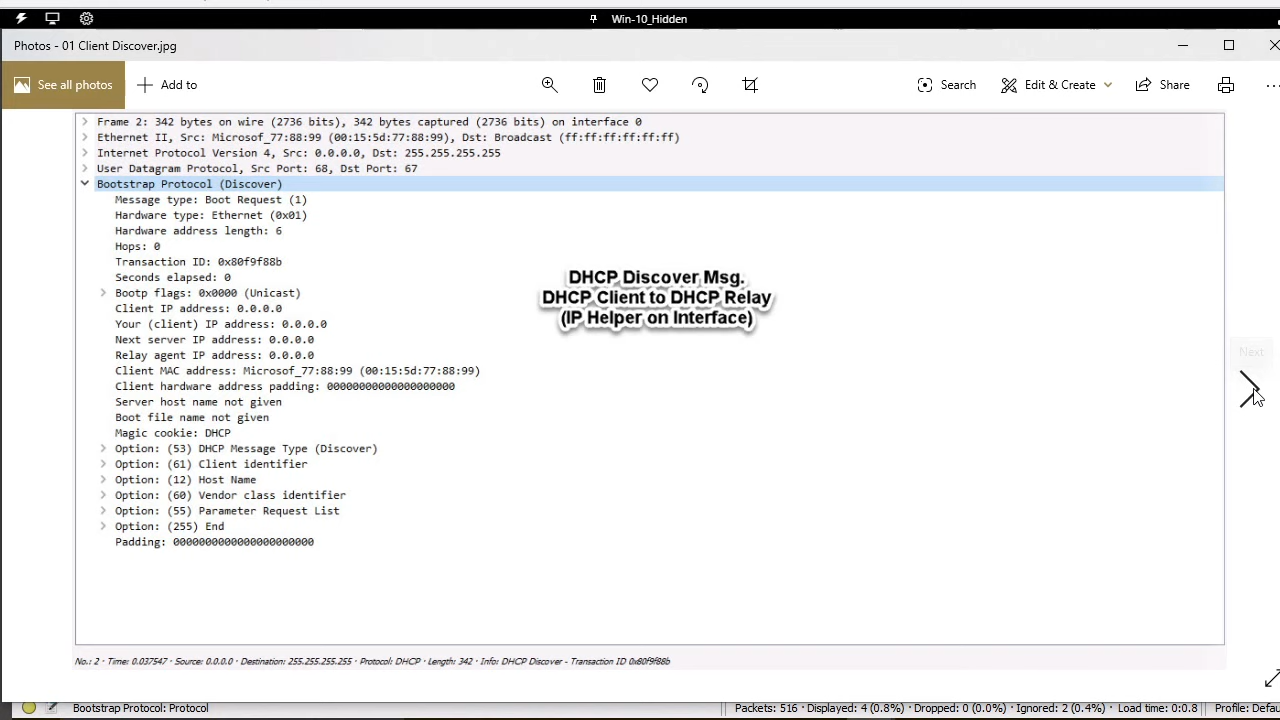 Win-10_Hidden
Photos - 01 Client Discover.jpg
See all photos
Add to
Search
Edit & Create
Share
Frame 2: 342 bytes on wire (2736 bits), 342 bytes captured (2736 bits) on interface 0
Ethernet II, Src: Microsof_77:88:99 (00:15:5d:77:88:99), Dst: Broadcast (ff:ff:ff:ff:ff:ff)
Internet Protocol Version 4, Src: 0.0.0.0, Dst: 255.255.255.255
User Datagram Protocol, Src Port: 68, Dst Port: 67
Bootstrap Protocol (Discover)
Message type: Boot Request (1)
Hardware type: Ethernet (0x01)
Hardware address length: 6
Hops: 0
Transaction ID: 0x80f9f88b
Seconds elapsed: 0
Bootp flags: 0x0000 (Unicast)
Client IP address: 0.0.0.0
Your (client) IP address: 0.0.0.0
Next server IP address: 0.0.0.0
Relay agent IP address: 0.0.0.0
Client MAC address: Microsof_77:88:99 (00:15:5d:77:88:99)
Client hardware address padding: 00000000000000000000
Server host name not given
Boot file name not given
Magic cookie: DHCP
Option: (53) DHCP Message Type (Discover)
Option: (61) Client identifier
Option: (12) Host Name
Option: (60) Vendor class identifier
Option: (55) Parameter Request List
Option: (255) End
Padding: 0000000000000000000000
DHCP Discover Msg.
DHCP Client to DHCP Relay
(IP Helper on Interface)
Next
No.: 2 · Time: 0.037547 · Source: 0.0.0.0 · Destination: 255.255.255.255 · Protocol: DHCP · Length: 342 · Info: DHCP Discover - Transaction ID 0x80f9f88b
Bootstrap Protocol: Protocol
Packets: 516 · Displayed: 4 (0.8%) · Dropped: 0 (0.0%) · Ignored: 2 (0.4%) · Load time: 0:0.8
Profile: Defau